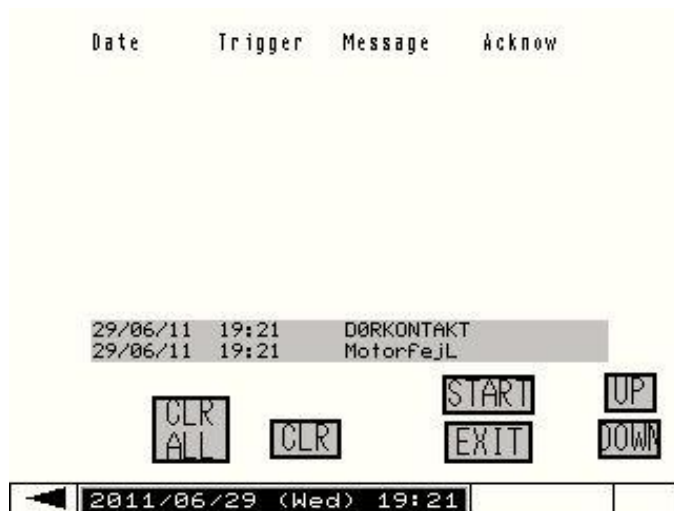 Date Trigger Message Acknow
29/06/11 19:21 DØRKONTAKT
29/06/11 19:21 MotorfejL
CLR ALL
CLR
START
EXIT
UP
DOWN
2011/06/29 (Wed) 19:21